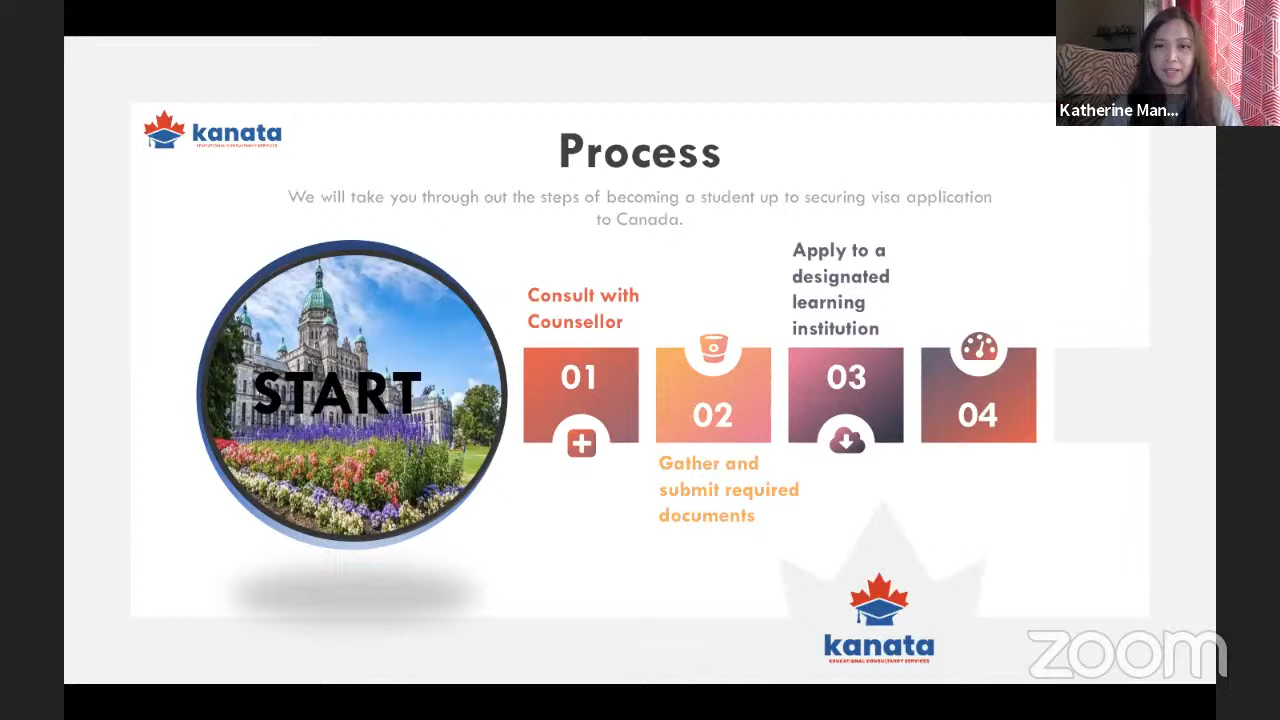 Katherine Man...
kanata
EDUCATIONAL CONSULTANCY SERVICES
Process
We will take you through out the steps of becoming a student up to securing visa application
to Canada.
START
Consult with
Counsellor
01
02
Gather and
submit required
documents
Apply to a
designated
learning
institution
03
04
kanata
EDUCATIONAL CONSULTANCY SERVICES
zoom